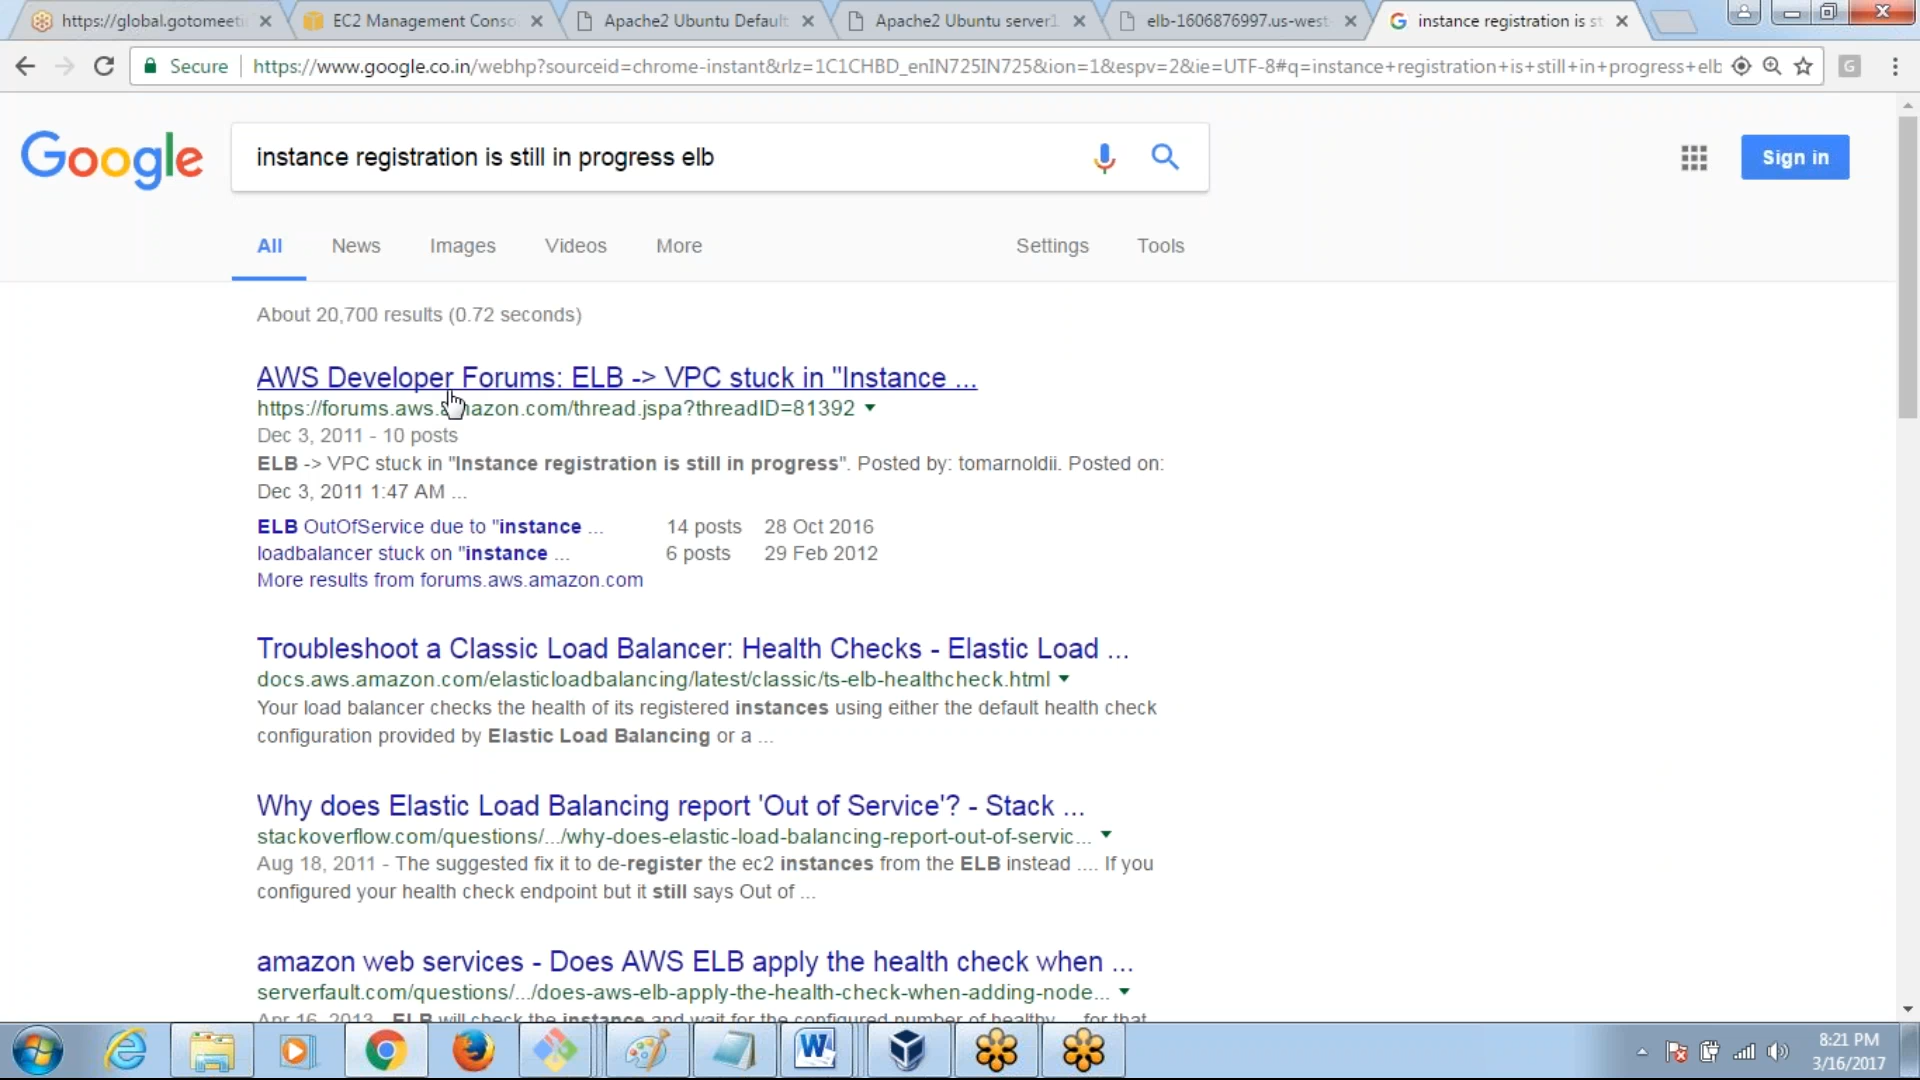 https://global.gotomeeti
EC2 Management Conso
Apache2 Ubuntu Default
Apache2 Ubuntu server1
elb-1606876997.us-west-
instance registration is st
Secure
https://www.google.co.in/webhp?sourceid=chrome-instant&rlz=1C1CHBD_enIN725IN725&ion=1&espv=2&ie=UTF-8#q=instance+registration+is+still+in+progress+elb
G
Google
instance registration is still in progress elb
Sign in
All
News
Images
Videos
More
Settings
Tools
About 20,700 results (0.72 seconds)
AWS Developer Forums: ELB -> VPC stuck in "Instance ...
https://forums.aws.amazon.com/thread.jspa?threadID=81392
Dec 3, 2011 - 10 posts
ELB -> VPC stuck in "Instance registration is still in progress". Posted by: tomarnoldii. Posted on:
Dec 3, 2011 1:47 AM ...
ELB OutOfService due to "instance ... 14 posts 28 Oct 2016
loadbalancer stuck on "instance ... 6 posts 29 Feb 2012
More results from forums.aws.amazon.com
Troubleshoot a Classic Load Balancer: Health Checks - Elastic Load ...
docs.aws.amazon.com/elasticloadbalancing/latest/classic/ts-elb-healthcheck.html
Your load balancer checks the health of its registered instances using either the default health check
configuration provided by Elastic Load Balancing or a ...
Why does Elastic Load Balancing report 'Out of Service'? - Stack ...
stackoverflow.com/questions/.../why-does-elastic-load-balancing-report-out-of-servic...
Aug 18, 2011 - The suggested fix it to de-register the ec2 instances from the ELB instead .... If you
configured your health check endpoint but it still says Out of ...
amazon web services - Does AWS ELB apply the health check when ...
serverfault.com/questions/.../does-aws-elb-apply-the-health-check-when-adding-node...
Apr 16, 2013 - ELB will check the instance and wait for the configured number of healthy ... for that
8:21 PM
3/16/2017